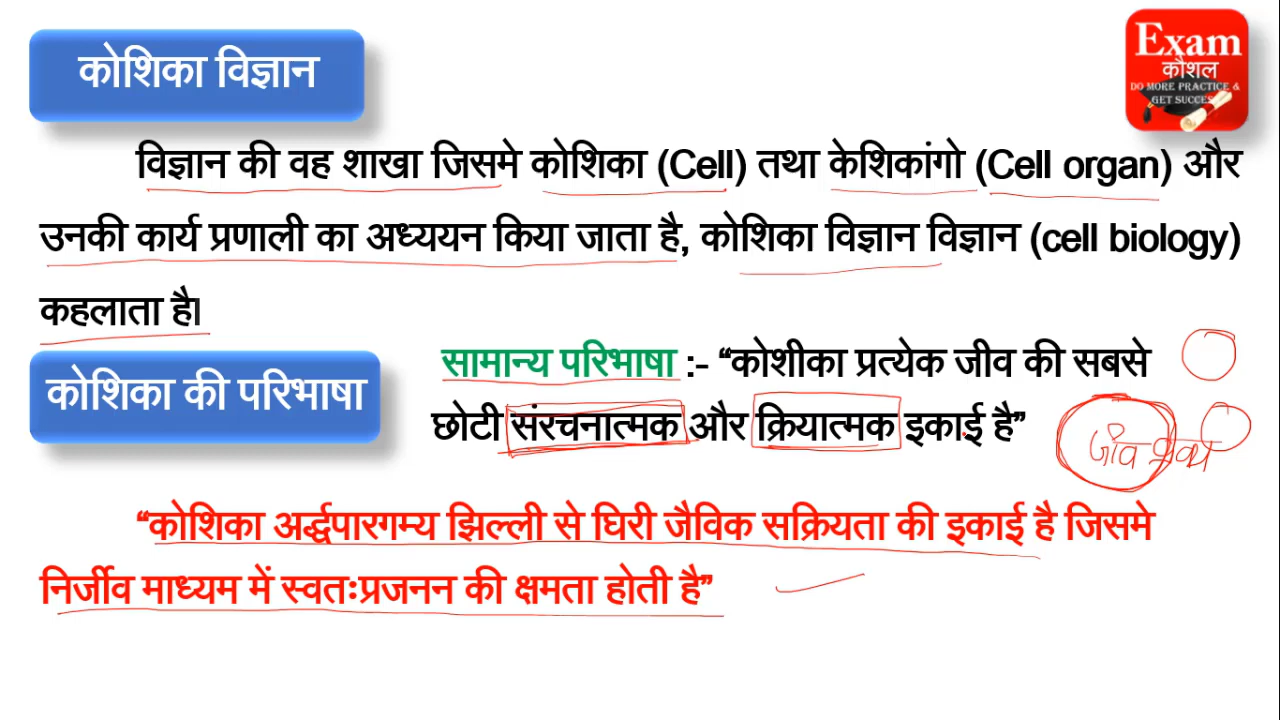 कोशिका विज्ञान
Exam
कौशल
DO MORE PRACTICE &
GET SUCCESS
विज्ञान की वह शाखा जिसमे कोशिका (Cell) तथा केशिकांगो (Cell organ) और
उनकी कार्य प्रणाली का अध्ययन किया जाता है, कोशिका विज्ञान विज्ञान (cell biology)
कहलाता है।
कोशिका की परिभाषा
सामान्य परिभाषा :- “कोशीका प्रत्येक जीव की सबसे
छोटी संरचनात्मक और क्रियात्मक इकाई है”
जीव द्रव्य
“कोशिका अर्द्धपारगम्य झिल्ली से घिरी जैविक सक्रियता की इकाई है जिसमे
निर्जीव माध्यम में स्वतःप्रजनन की क्षमता होती है”